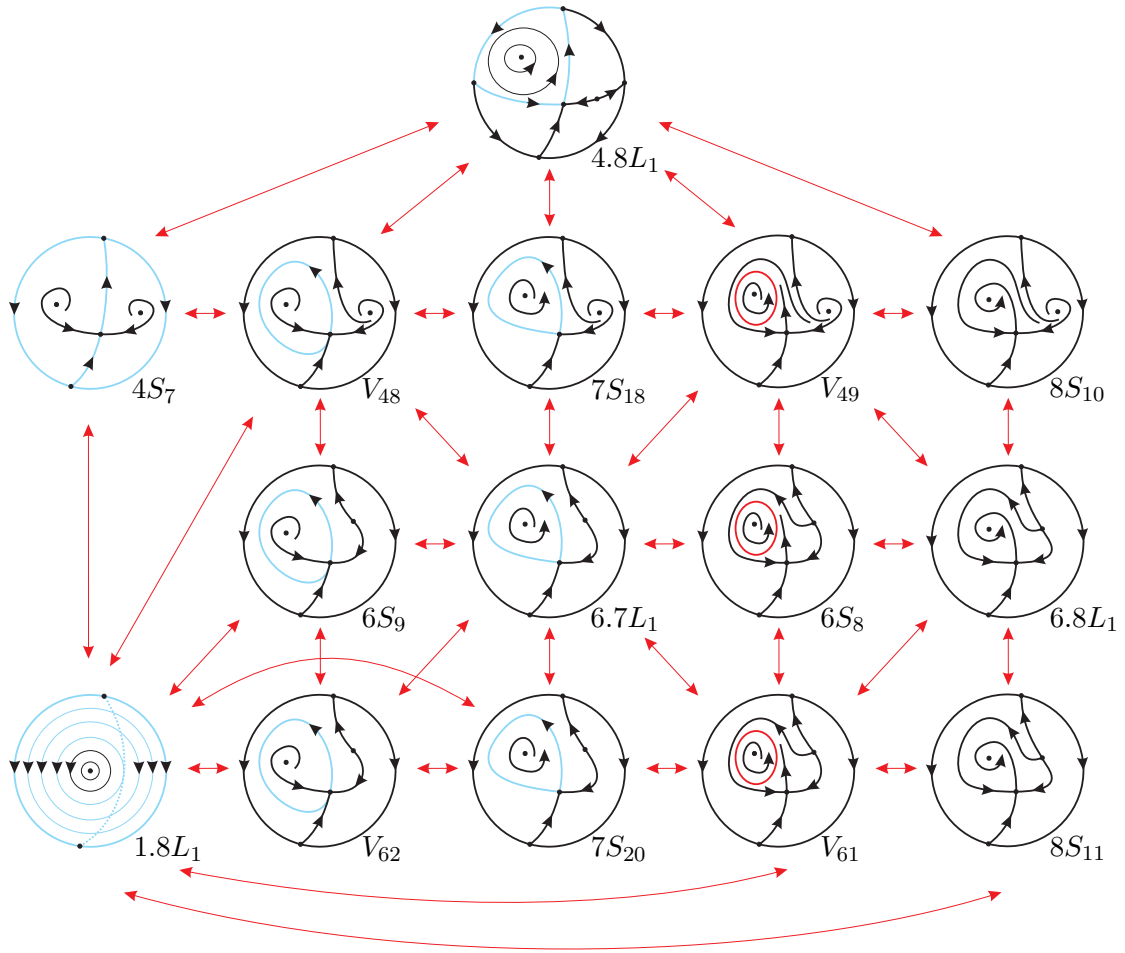 4.8L₁
4S₇
V₄₈
7S₁₈
V₄₉
8S₁₀
6S₉
6.7L₁
6S₈
6.8L₁
1.8L₁
V₆₂
7S₂₀
V₆₁
8S₁₁